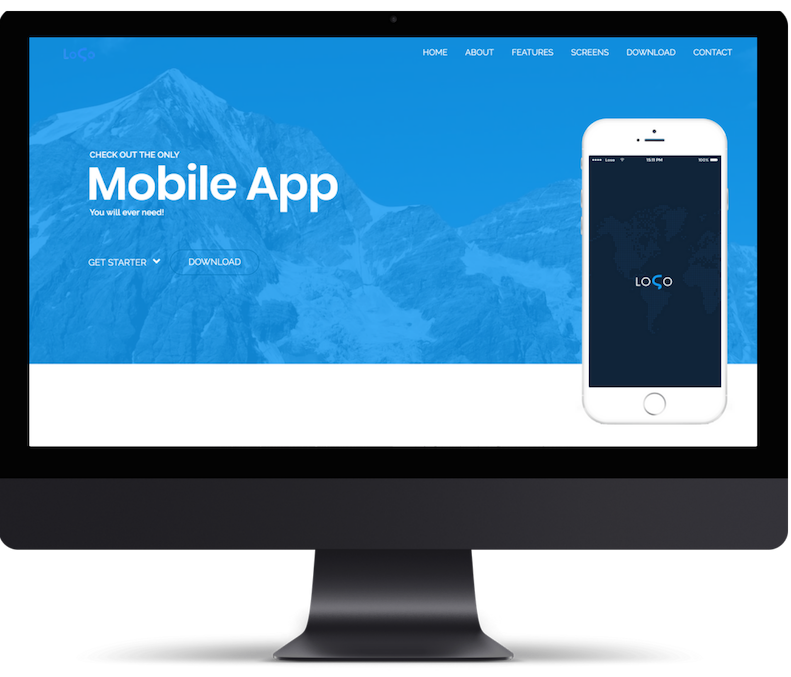 LOGO
HOME ABOUT FEATURES SCREENS DOWNLOAD CONTACT
CHECK OUT THE ONLY
Mobile App
You will ever need!
GET STARTER DOWNLOAD
15:11 PM 100%
LOGO